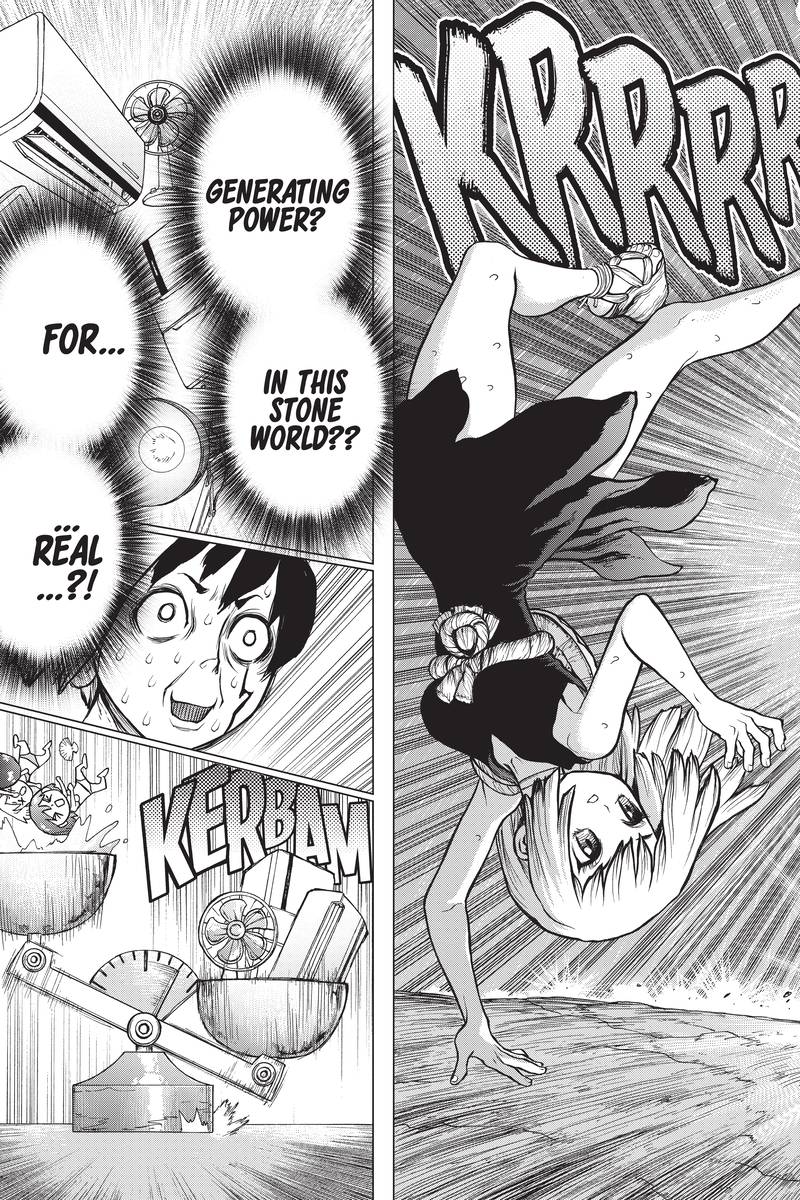 KRRRR
GENERATING
POWER?
IN THIS
STONE
WORLD??
FOR...
...
REAL
...?!
KERBAM